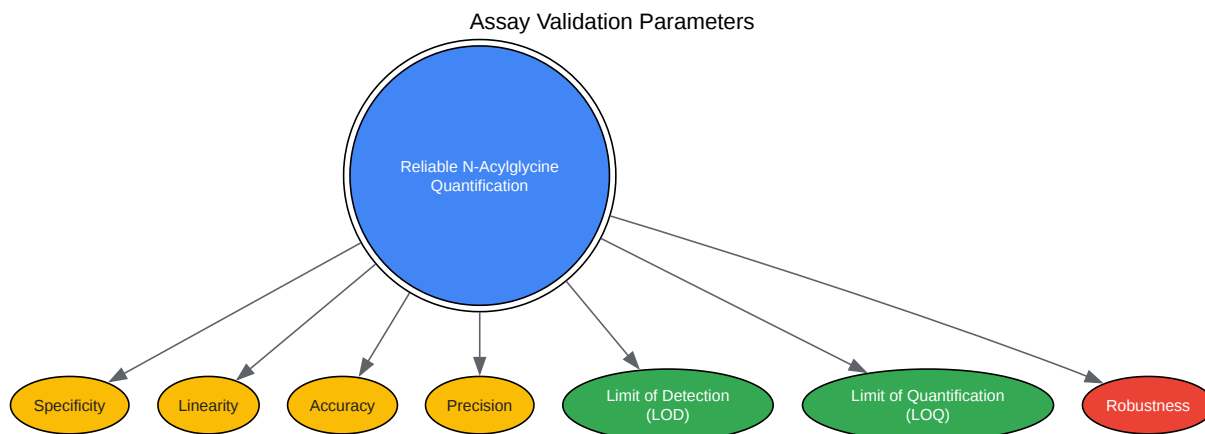 Assay Validation Parameters
Reliable N-Acylglycine
Quantification
Specificity
Linearity
Accuracy
Precision
Limit of Detection
(LOD)
Limit of Quantification
(LOQ)
Robustness